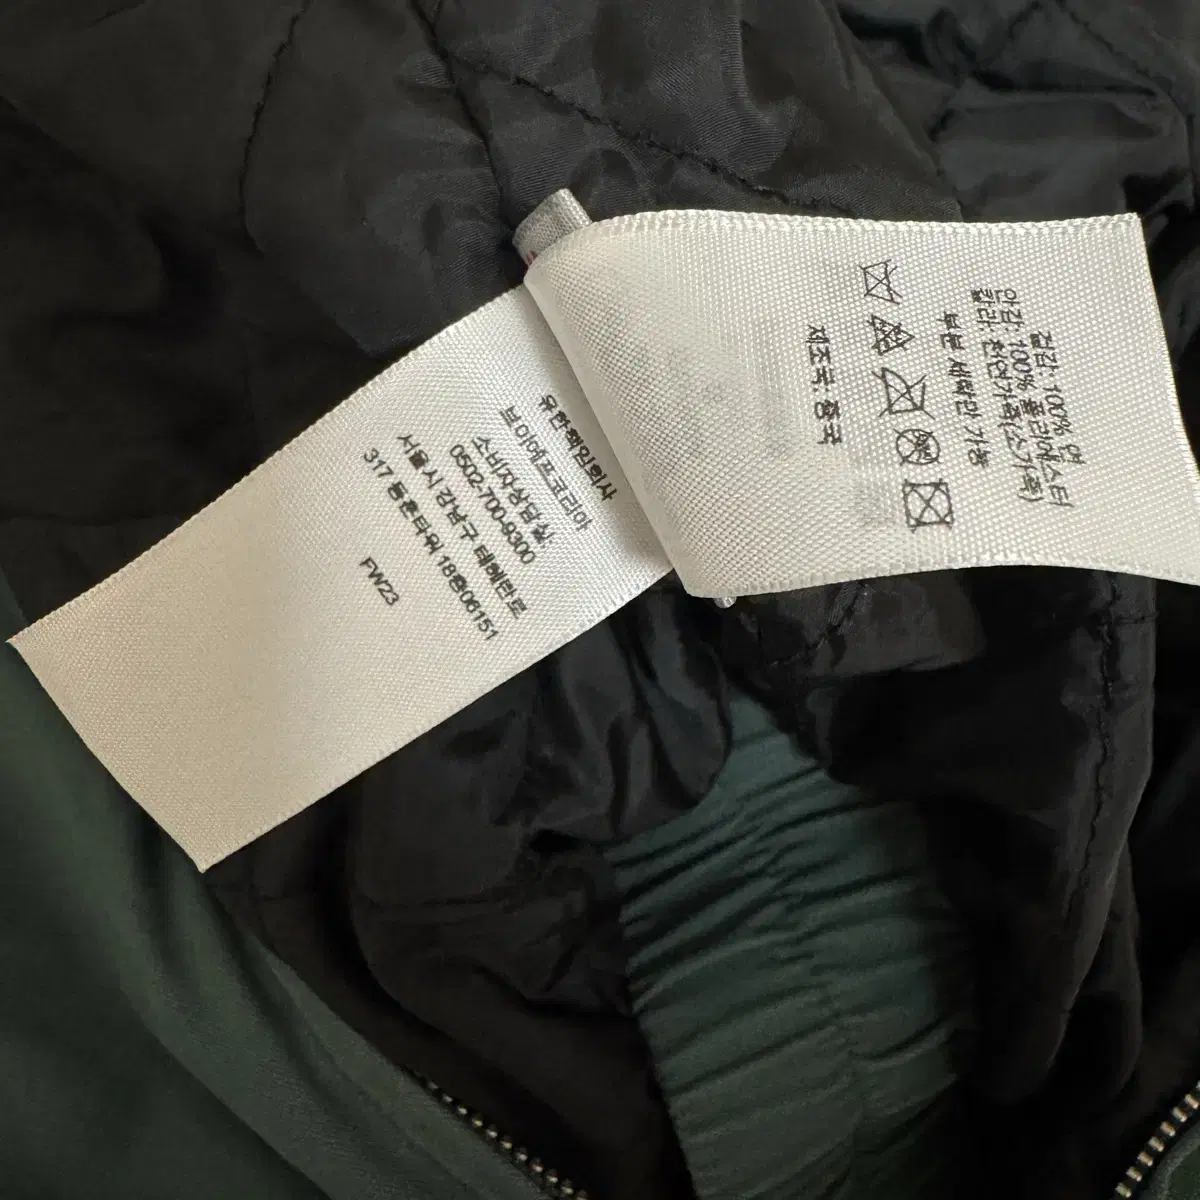 겉감: 100% 면
안감: 100% 폴리에스터
칼라: 천연가죽(소가죽)
부분 세탁만 가능
제조국: 중국
유한책임회사
브이에프코리아
소비자상담실
0502-700-9300
서울시 강남구 테헤란로
317 동훈타워 18층06151
FW23